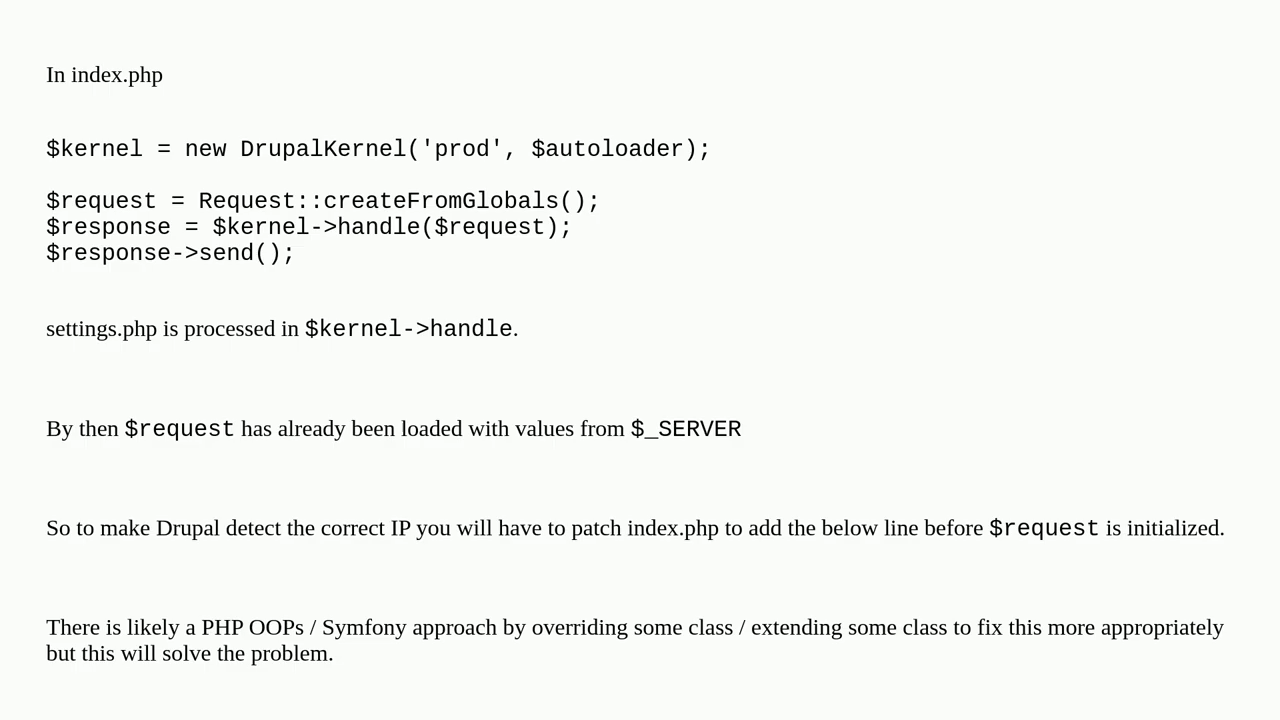 In index.php
$kernel = new DrupalKernel('prod', $autoloader);
$request = Request::createFromGlobals();
$response = $kernel->handle($request);
$response->send();
settings.php is processed in $kernel->handle.
By then $request has already been loaded with values from $_SERVER
So to make Drupal detect the correct IP you will have to patch index.php to add the below line before $request is initialized.
There is likely a PHP OOPs / Symfony approach by overriding some class / extending some class to fix this more appropriately
but this will solve the problem.